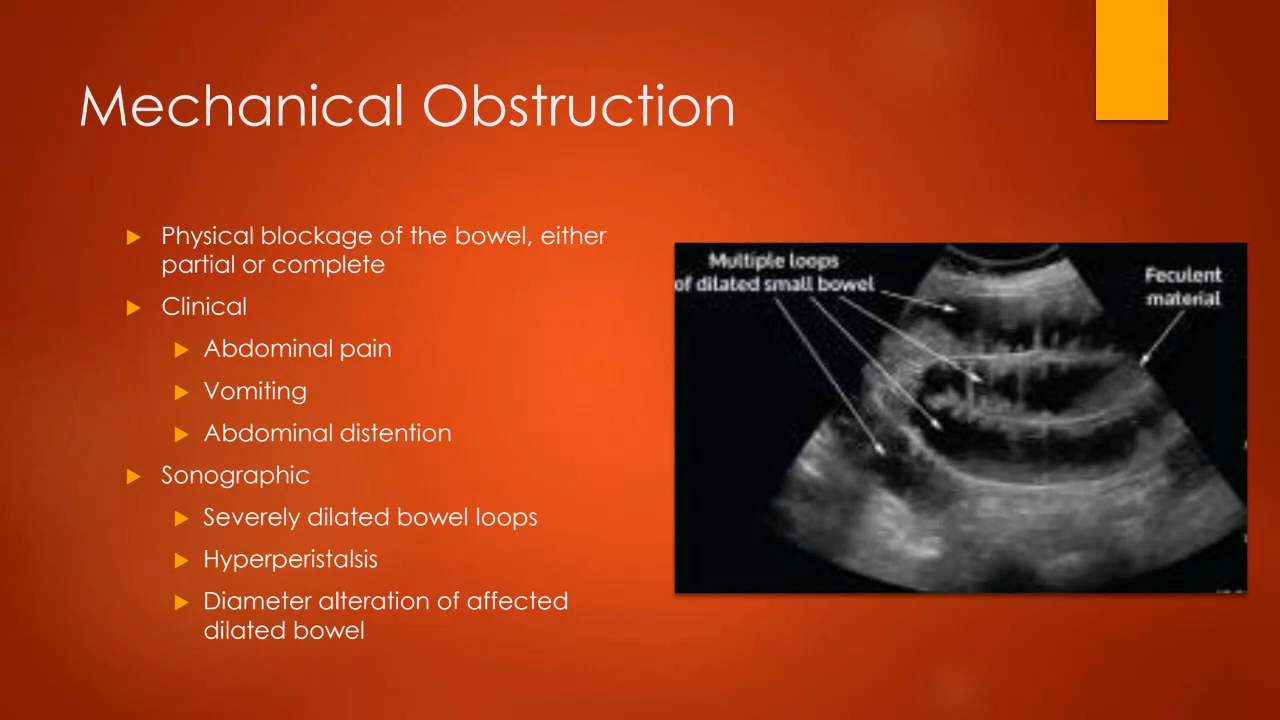 Mechanical Obstruction
Physical blockage of the bowel, either
partial or complete
Clinical
Abdominal pain
Vomiting
Abdominal distention
Sonographic
Severely dilated bowel loops
Hyperperistalsis
Diameter alteration of affected
dilated bowel
Multiple loops
of dilated small bowel
Feculent
material